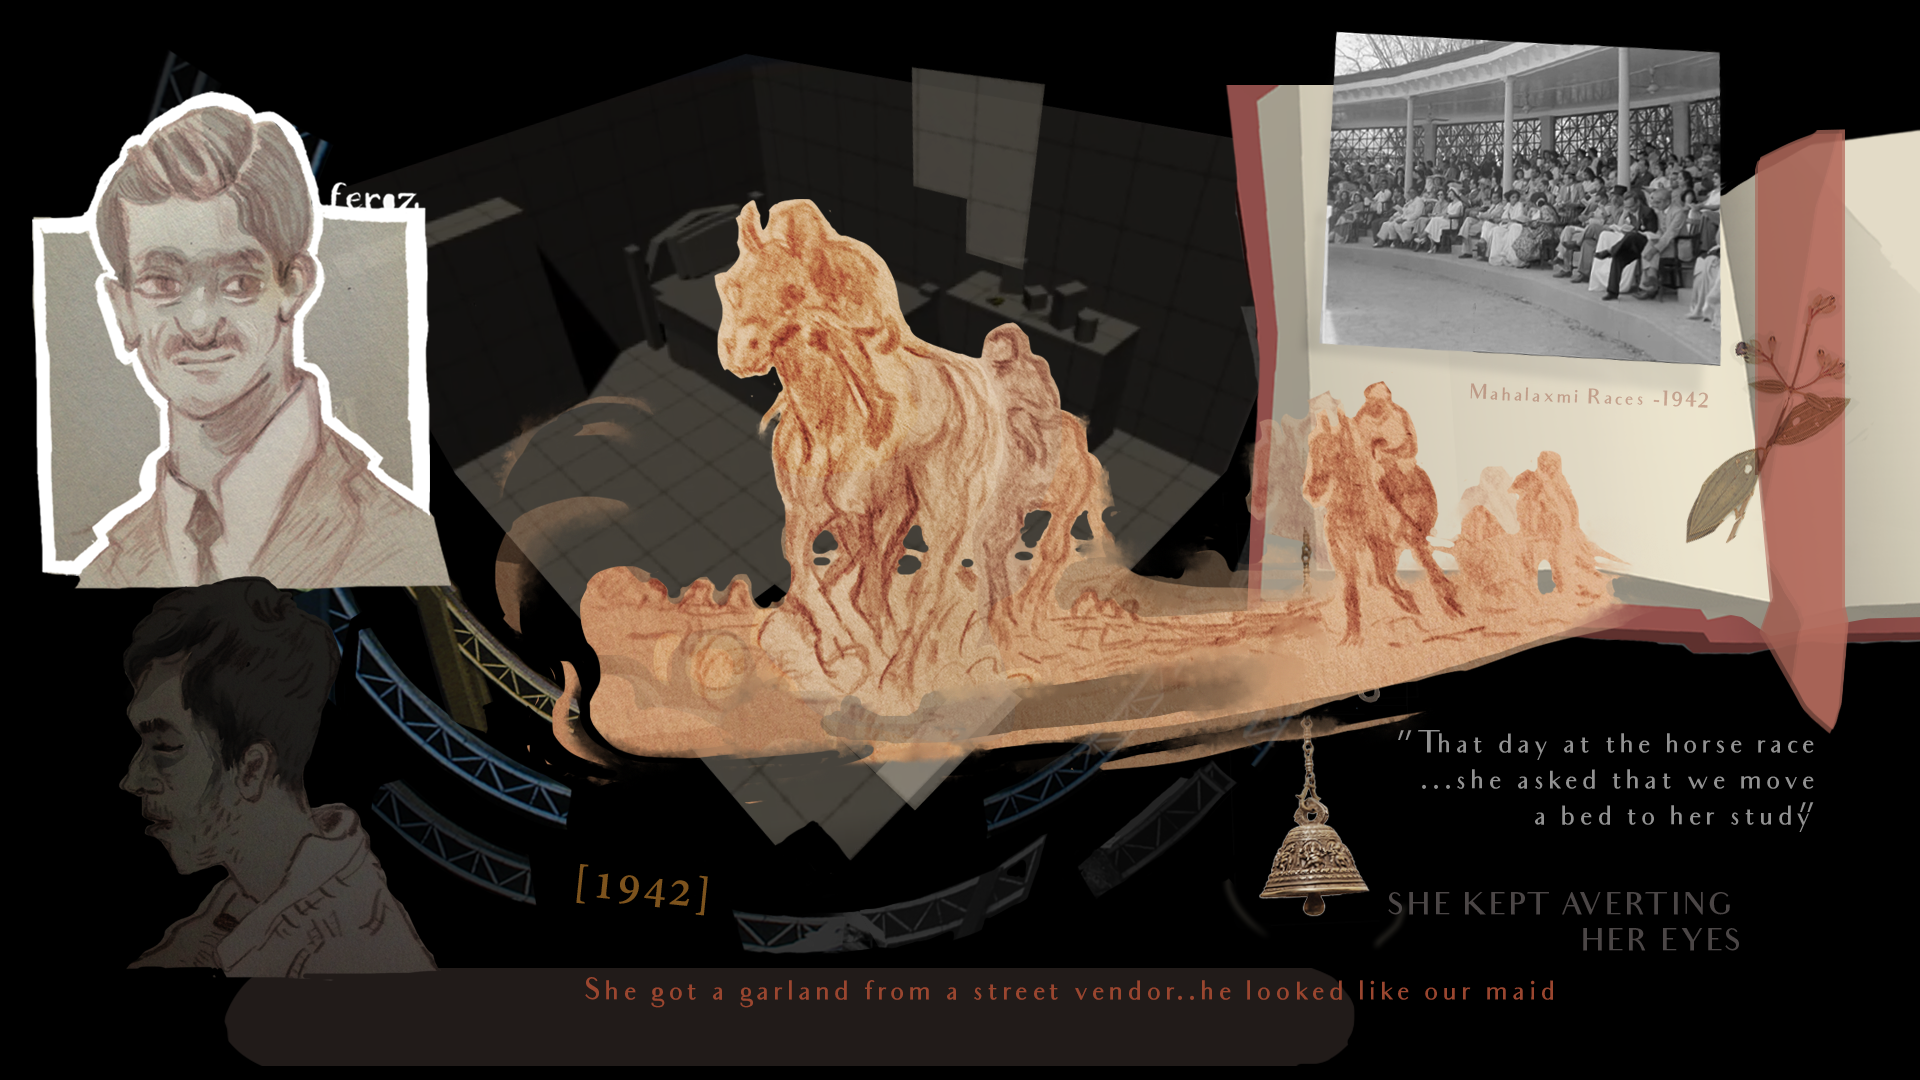 feroz
Mahalaxmi Races -1942
"That day at the horse race
...she asked that we move
a bed to her study"
[1942]
SHE KEPT AVERTING
HER EYES
She got a garland from a street vendor..he looked like our maid